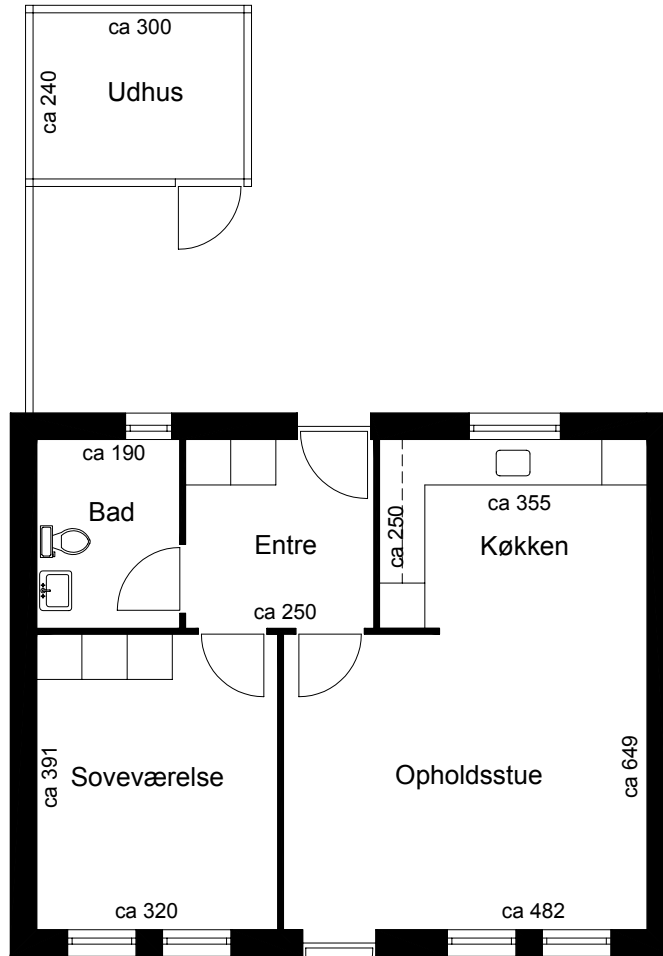 ca 300
ca 240
Udhus
ca 190
Bad
Entre
ca 250
ca 250
ca 355
Køkken
ca 391
Soveværelse
Opholdsstue
ca 649
ca 320
ca 482